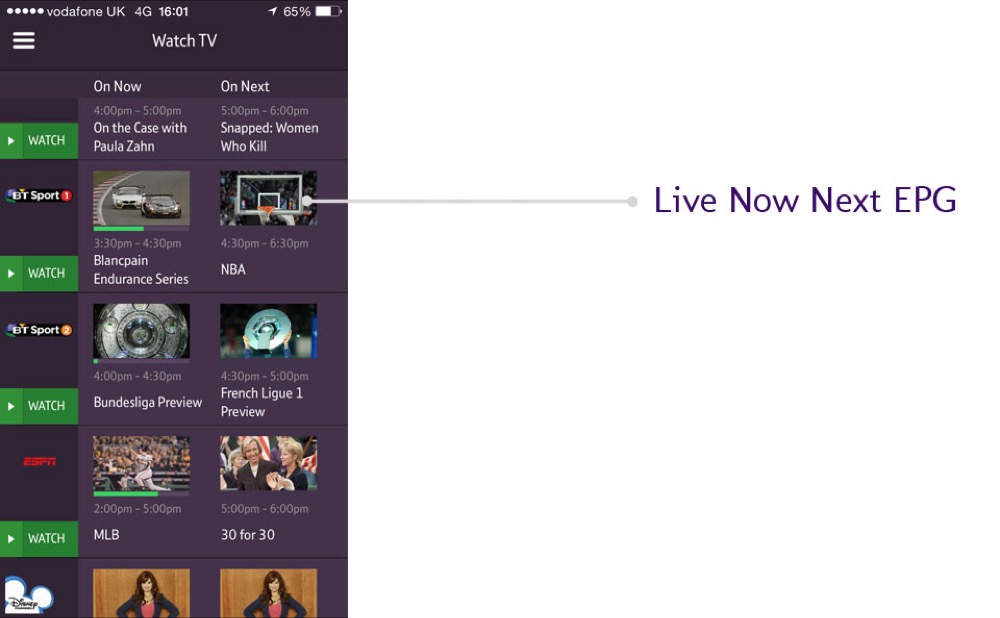 vodafone UK 4G 16:01 65%
Watch TV
On Now On Next
4:00pm – 5:00pm 5:00pm – 6:00pm
On the Case with Snapped: Women
Paula Zahn Who Kill
WATCH
BT Sport 1
3:30pm – 4:30pm 4:30pm – 6:30pm
Blancpain
Endurance Series
NBA
WATCH
BT Sport 2
4:00pm – 4:30pm 4:30pm – 5:00pm
Bundesliga Preview
French Ligue 1
Preview
WATCH
ESPN
2:00pm – 5:00pm 5:00pm – 6:00pm
MLB 30 for 30
WATCH
Disney
Live Now Next EPG